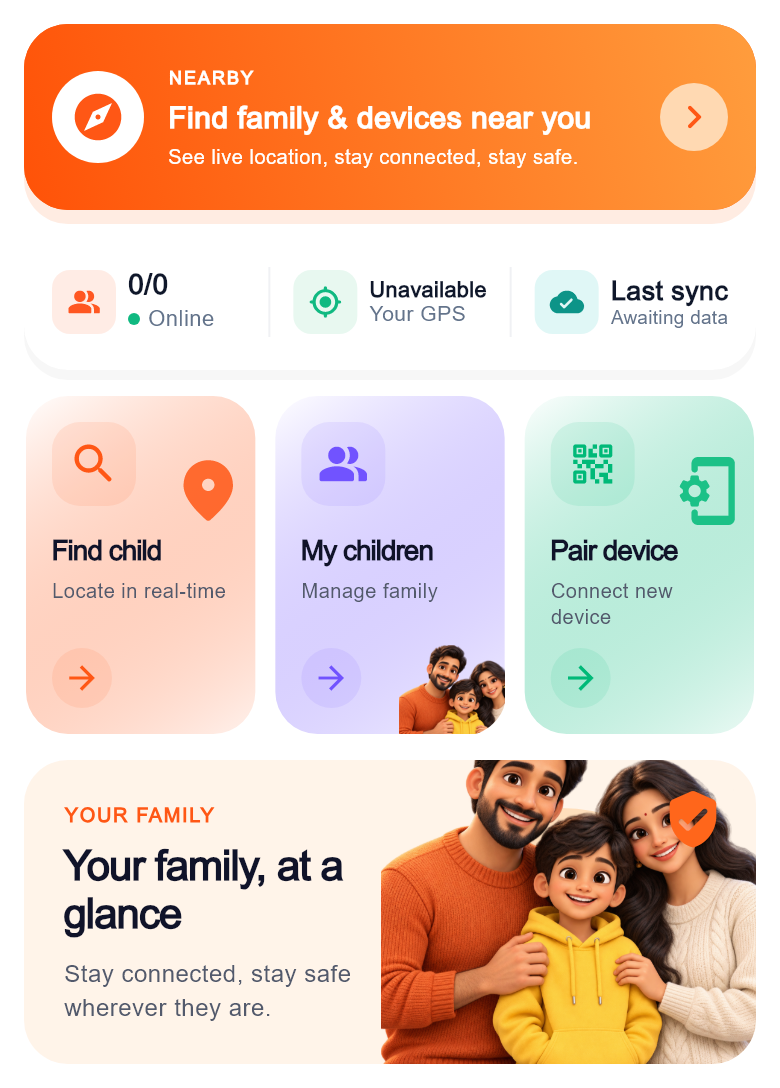 NEARBY
Find family & devices near you
See live location, stay connected, stay safe.
0/0
Online
Unavailable
Your GPS
Last sync
Awaiting data
Find child
Locate in real-time
My children
Manage family
Pair device
Connect new
device
YOUR FAMILY
Your family, at a
glance
Stay connected, stay safe
wherever they are.